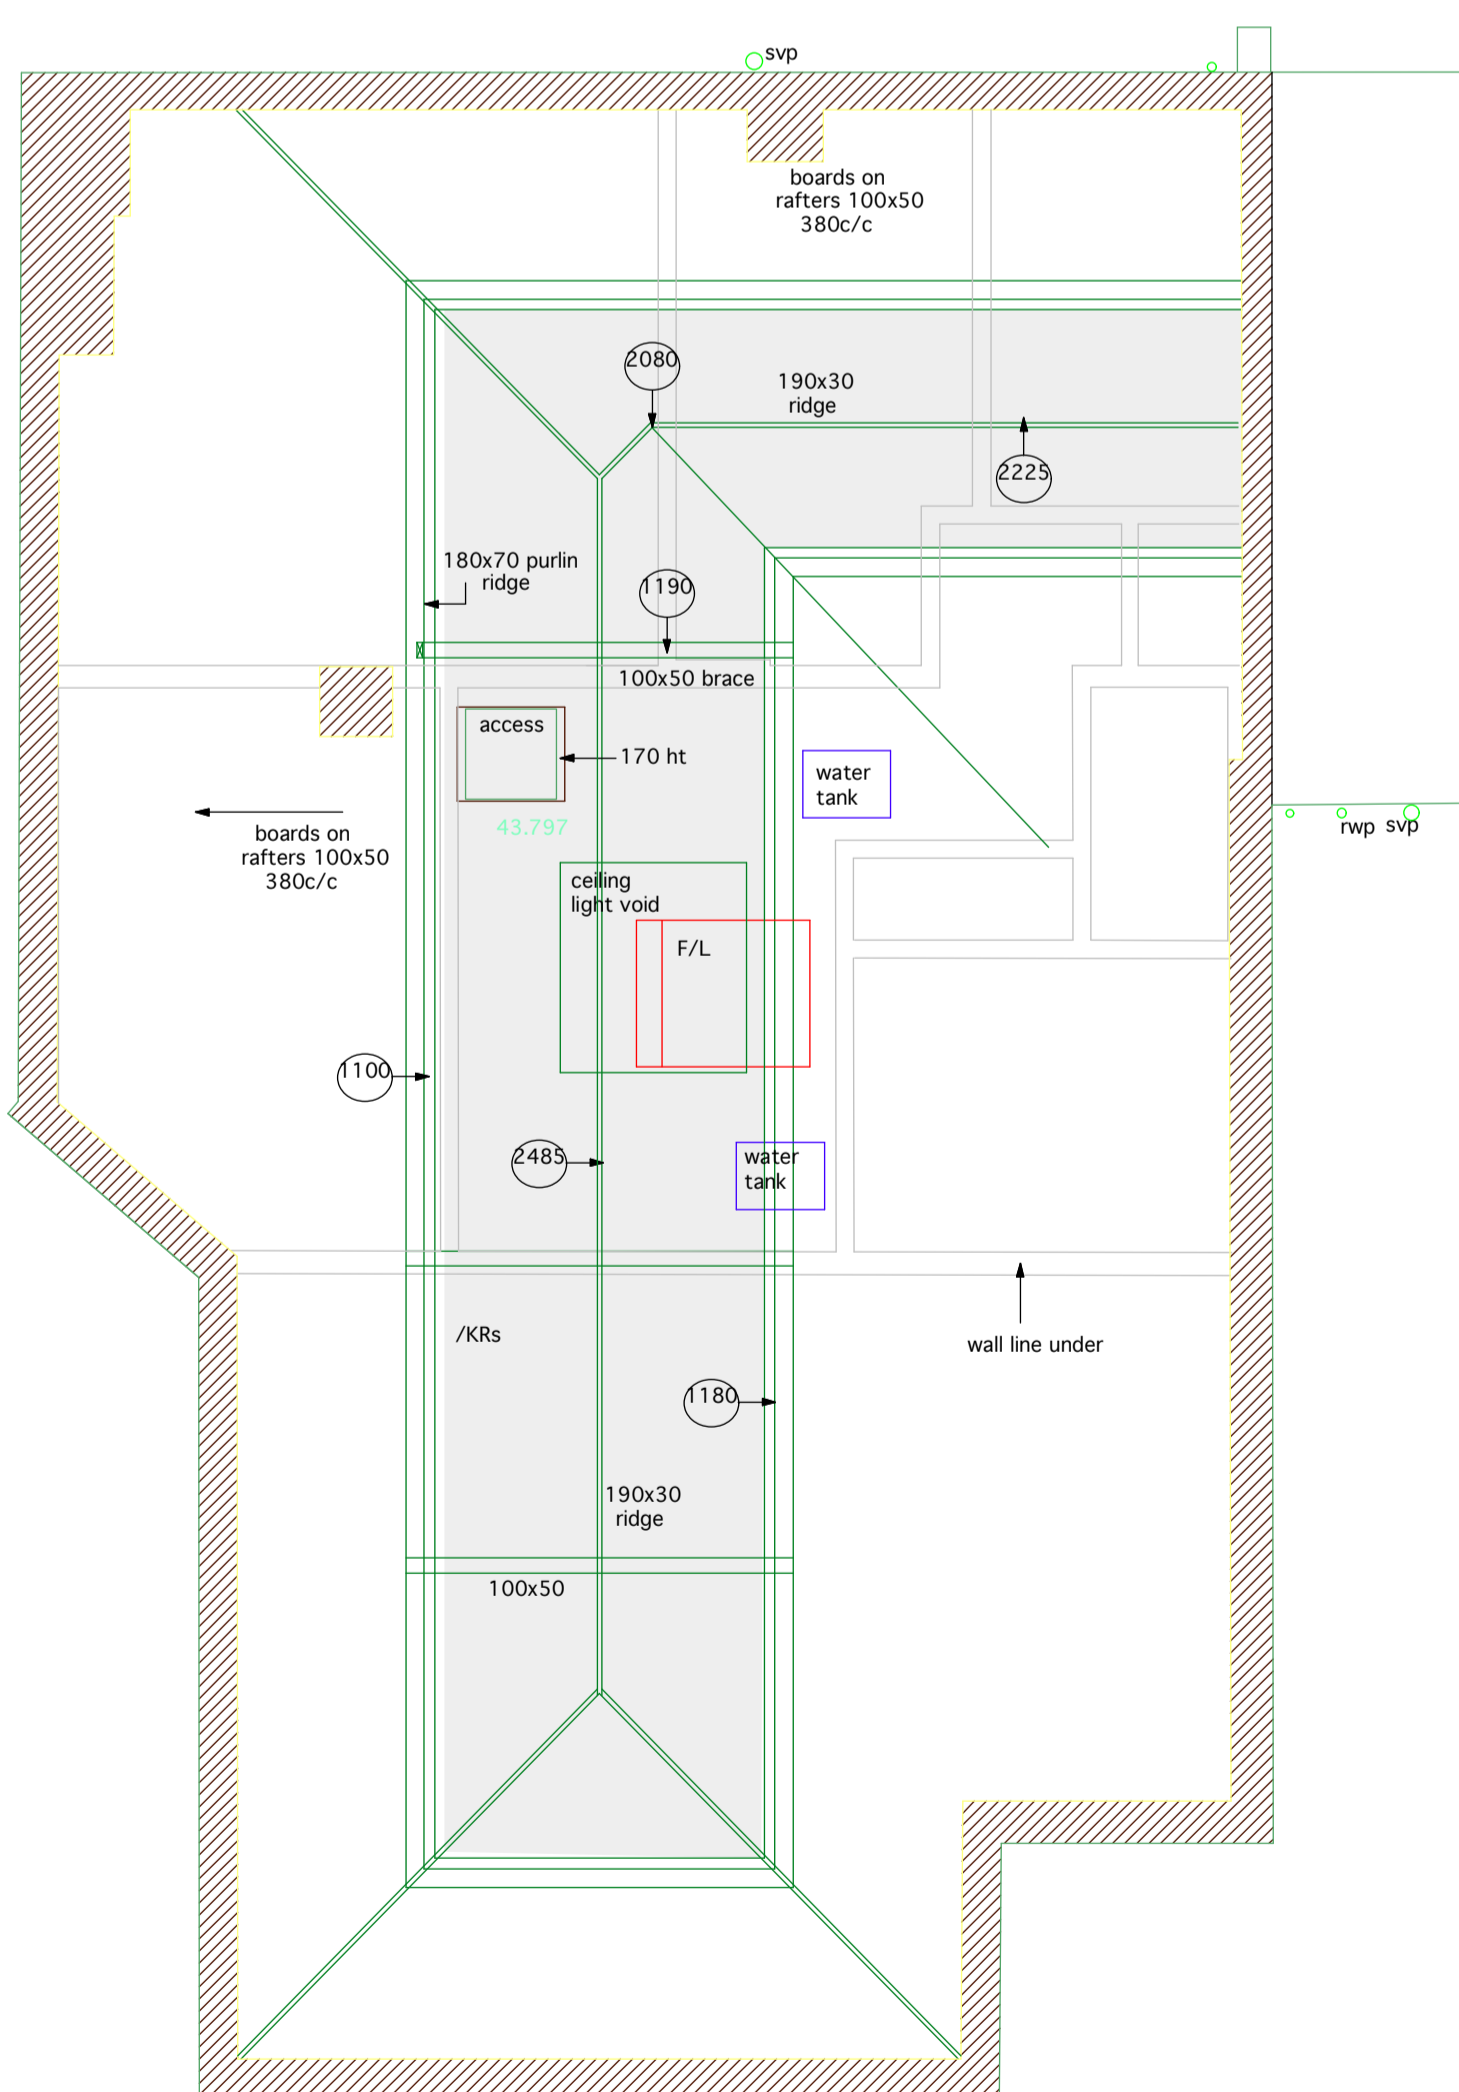 svp
boards on
rafters 100x50
380c/c
2080
190x30
ridge
2225
180x70 purlin
ridge
1190
100x50 brace
access
170 ht
water
tank
43.797
boards on
rafters 100x50
380c/c
rwp svp
ceiling
light void
F/L
1100
2485
water
tank
/KRs
wall line under
1180
190x30
ridge
100x50